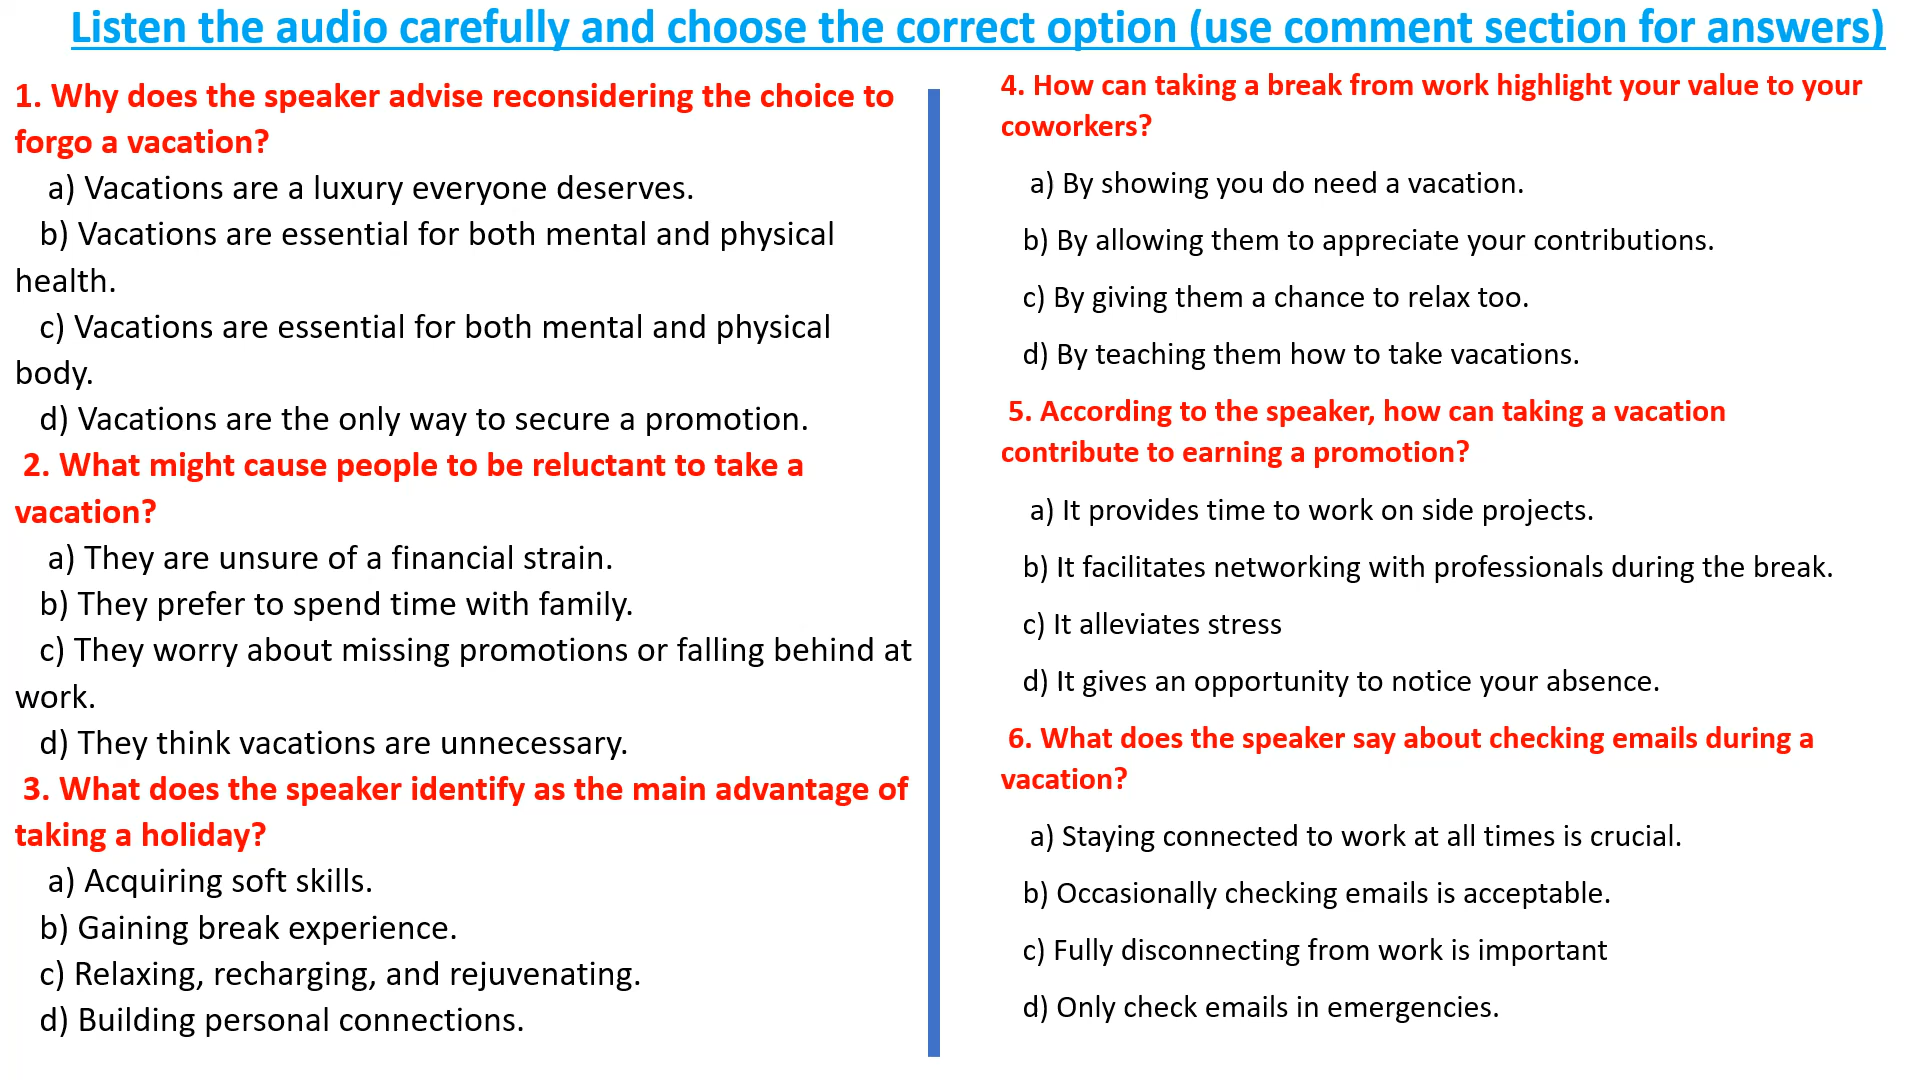 Listen the audio carefully and choose the correct option (use comment section for answers)
1. Why does the speaker advise reconsidering the choice to
forgo a vacation?
a) Vacations are a luxury everyone deserves.
b) Vacations are essential for both mental and physical
health.
c) Vacations are essential for both mental and physical
body.
d) Vacations are the only way to secure a promotion.
2. What might cause people to be reluctant to take a
vacation?
a) They are unsure of a financial strain.
b) They prefer to spend time with family.
c) They worry about missing promotions or falling behind at
work.
d) They think vacations are unnecessary.
3. What does the speaker identify as the main advantage of
taking a holiday?
a) Acquiring soft skills.
b) Gaining break experience.
c) Relaxing, recharging, and rejuvenating.
d) Building personal connections.
4. How can taking a break from work highlight your value to your
coworkers?
a) By showing you do need a vacation.
b) By allowing them to appreciate your contributions.
c) By giving them a chance to relax too.
d) By teaching them how to take vacations.
5. According to the speaker, how can taking a vacation
contribute to earning a promotion?
a) It provides time to work on side projects.
b) It facilitates networking with professionals during the break.
c) It alleviates stress
d) It gives an opportunity to notice your absence.
6. What does the speaker say about checking emails during a
vacation?
a) Staying connected to work at all times is crucial.
b) Occasionally checking emails is acceptable.
c) Fully disconnecting from work is important
d) Only check emails in emergencies.